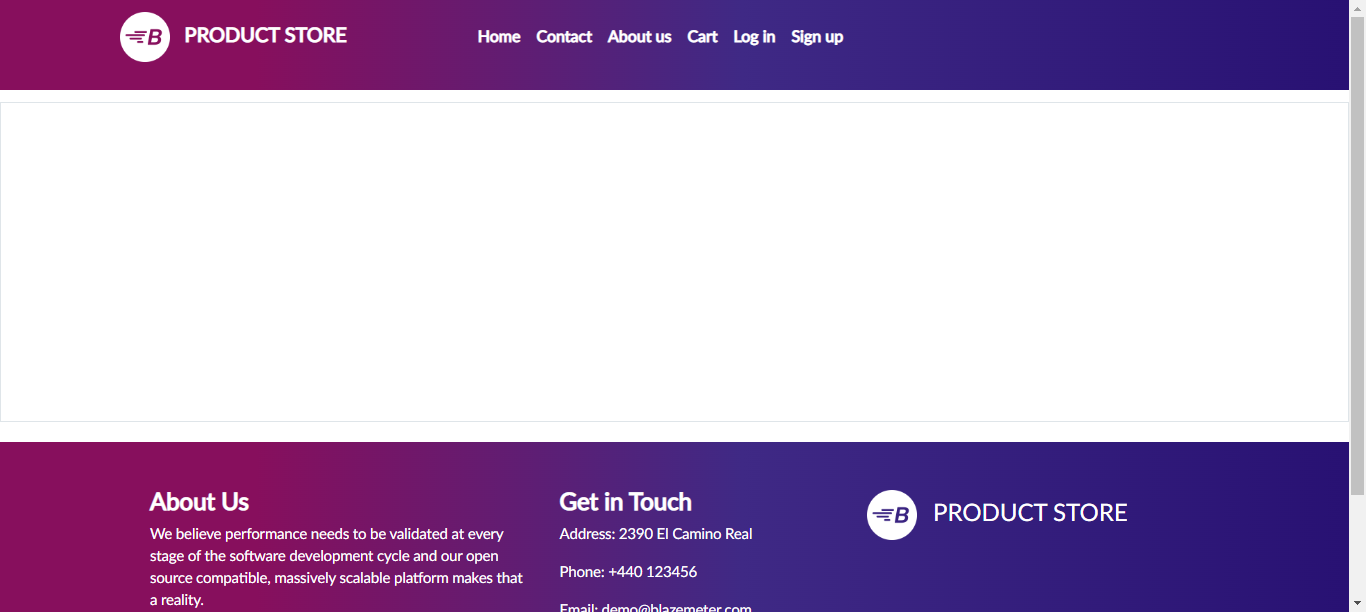 B PRODUCT STORE
Home Contact About us Cart Log in Sign up
About Us
We believe performance needs to be validated at every
stage of the software development cycle and our open
source compatible, massively scalable platform makes that
a reality.
Get in Touch
Address: 2390 El Camino Real
Phone: +440 123456
Email: demo@blazemeter.com
B PRODUCT STORE